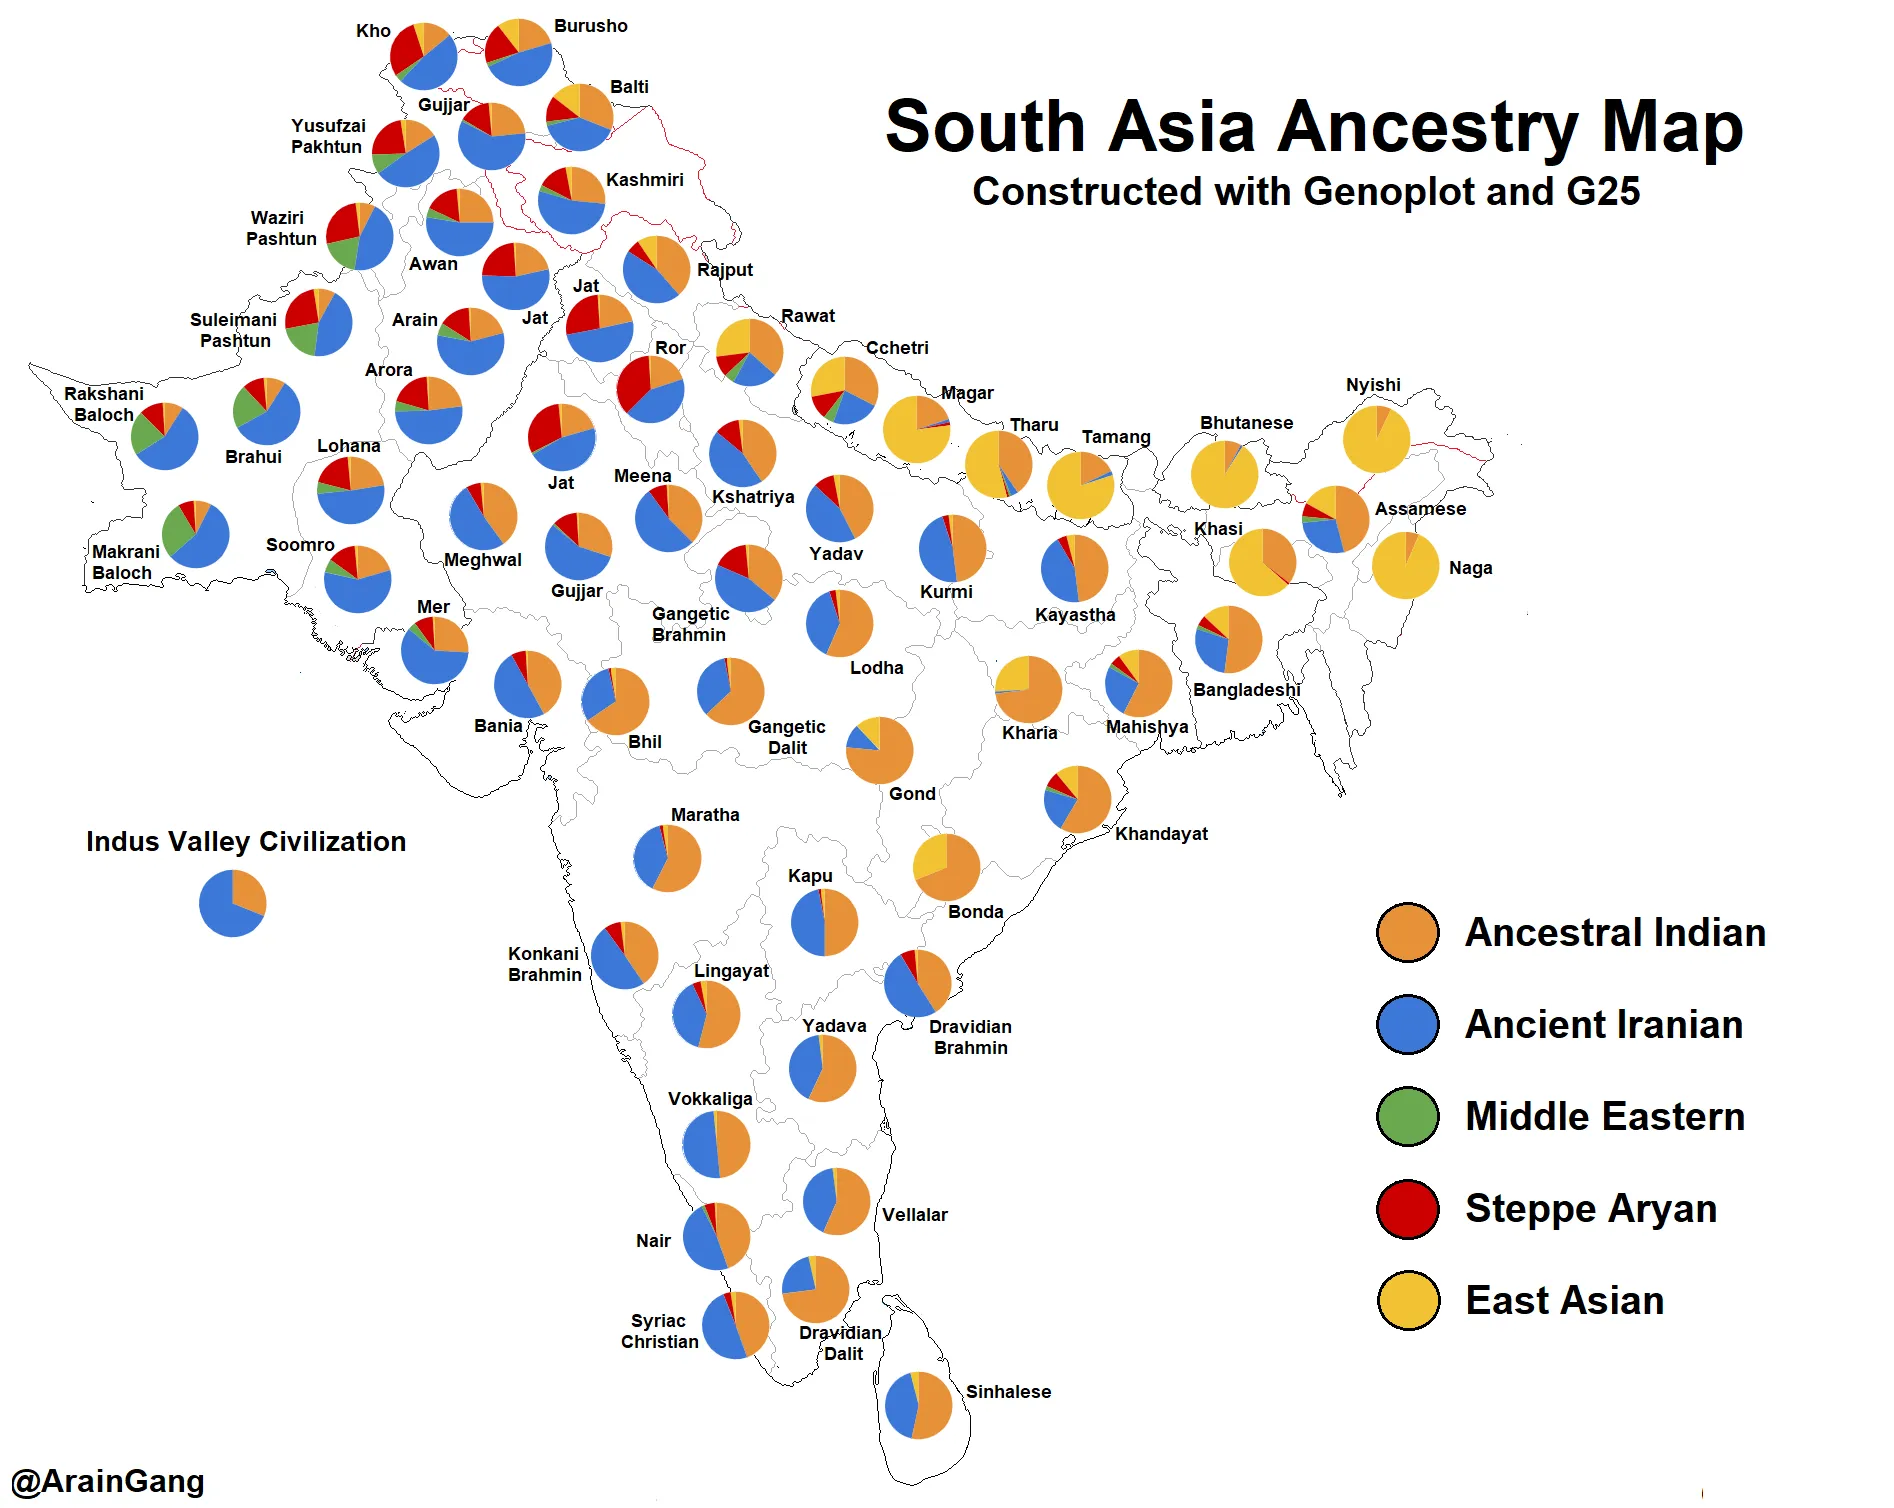 South Asia Ancestry Map
Constructed with Genoplot and G25
Kho
Burusho
Balti
Gujjar
Yusufzai
Pakhtun
Kashmiri
Waziri
Pashtun
Awan
Rajput
Jat
Jat
Suleimani
Pashtun
Arain
Rawat
Ror
Cchetri
Arora
Magar
Rakshani
Baloch
Brahui
Lohana
Jat
Meena
Kshatriya
Tharu
Tamang
Bhutanese
Nyishi
Assamese
Khasi
Naga
Makrani
Baloch
Soomro
Meghwal
Gujjar
Yadav
Kurmi
Kayastha
Mer
Gangetic
Brahmin
Lodha
Bania
Bhil
Gangetic
Dalit
Kharia
Mahishya
Bangladeshi
Gond
Maratha
Khandayat
Indus Valley Civilization
Kapu
Bonda
Konkani
Brahmin
Lingayat
Dravidian
Brahmin
Yadava
Vokkaliga
Vellalar
Nair
Syriac
Christian
Dravidian
Dalit
Sinhalese
Ancestral Indian
Ancient Iranian
Middle Eastern
Steppe Aryan
East Asian
@ArainGang